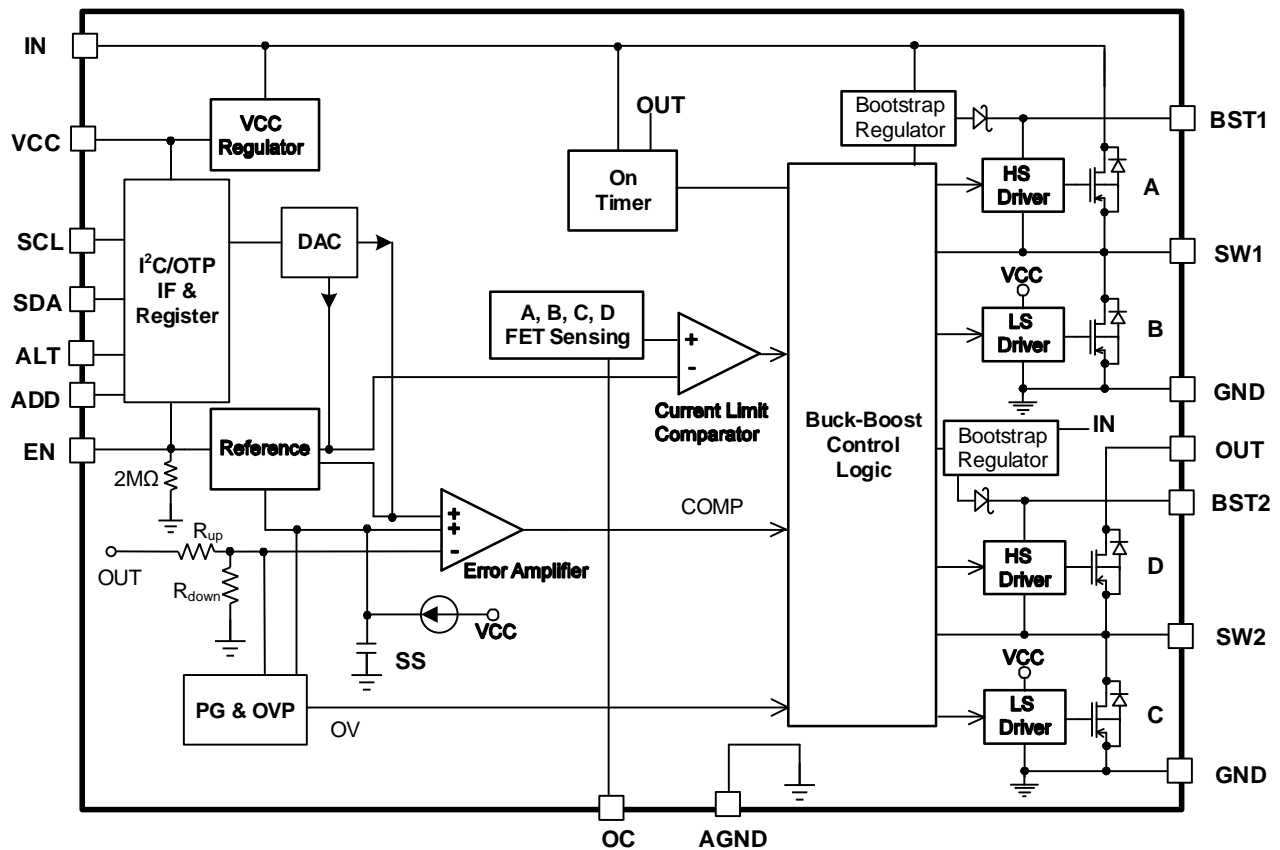 IN
VCC
SCL
SDA
ALT
ADD
EN
VCC
Regulator
I²C/OTP
IF &
Register
DAC
Reference
2MΩ
OUT
Rup
Rdown
PG & OVP
OV
SS
VCC
Error Amplifier
COMP
OUT
On
Timer
A, B, C, D
FET Sensing
+
-
Current Limit
Comparator
+
+
-
Buck-Boost
Control
Logic
Bootstrap
Regulator
HS
Driver
A
VCC
LS
Driver
B
Bootstrap
Regulator
IN
HS
Driver
D
VCC
LS
Driver
C
BST1
SW1
GND
OUT
BST2
SW2
GND
OC
AGND